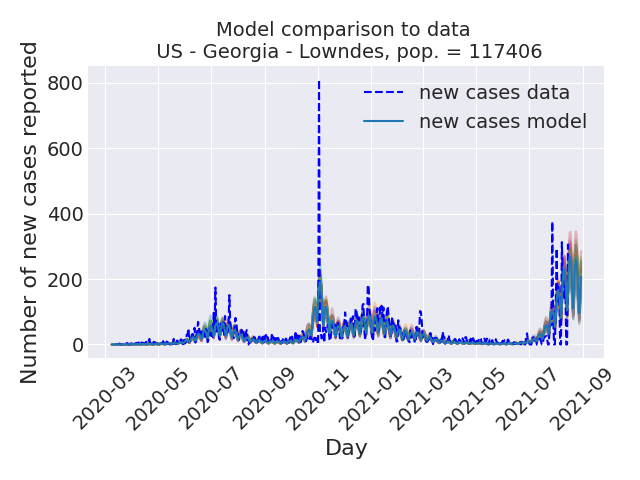 Model comparison to data
US - Georgia - Lowndes, pop. = 117406
Number of new cases reported
800
600
400
200
0
new cases data
new cases model
2020-03
2020-05
2020-07
2020-09
2020-11
2021-01
2021-03
2021-05
2021-07
2021-09
Day